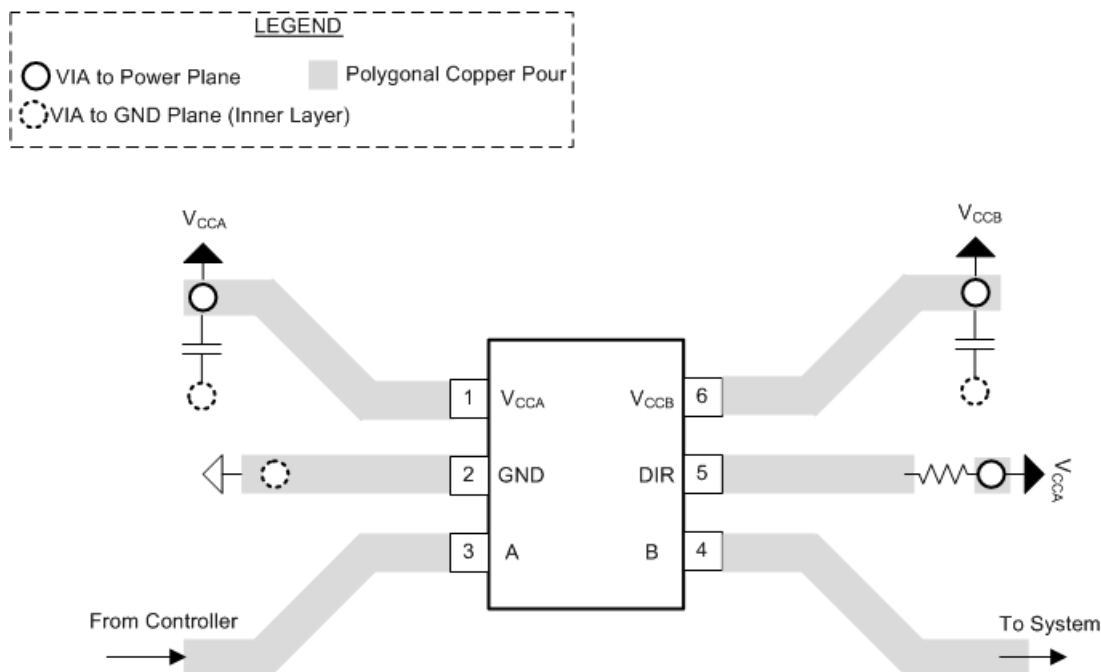 LEGEND
VIA to Power Plane
Polygonal Copper Pour
VIA to GND Plane (Inner Layer)
VCCA
VCCB
1
VCCA
VCCB
6
2
GND
DIR
5
VCCA
3
A
B
4
From Controller
To System